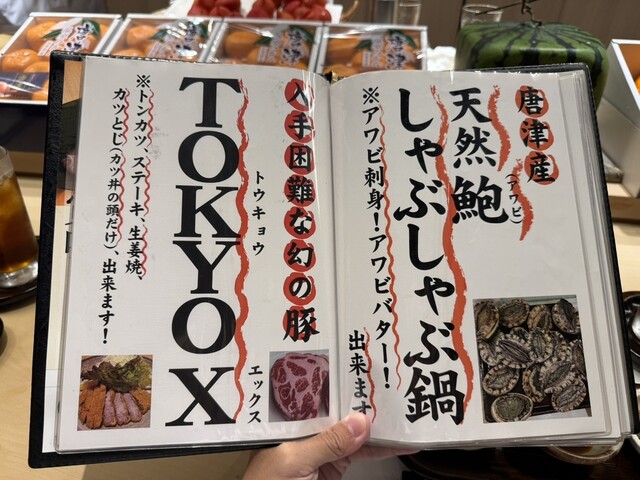 唐津産
天然鮑
(アワビ)
しゃぶしゃぶ鍋
※アワビ刺身!アワビバター!
出来ます
入手困難な幻の豚
トウキョウ
エックス
TOKYO X
※トンカツ、ステーキ、生姜焼、
カツとじ(カツ丼の頭だけ)、出来ます!